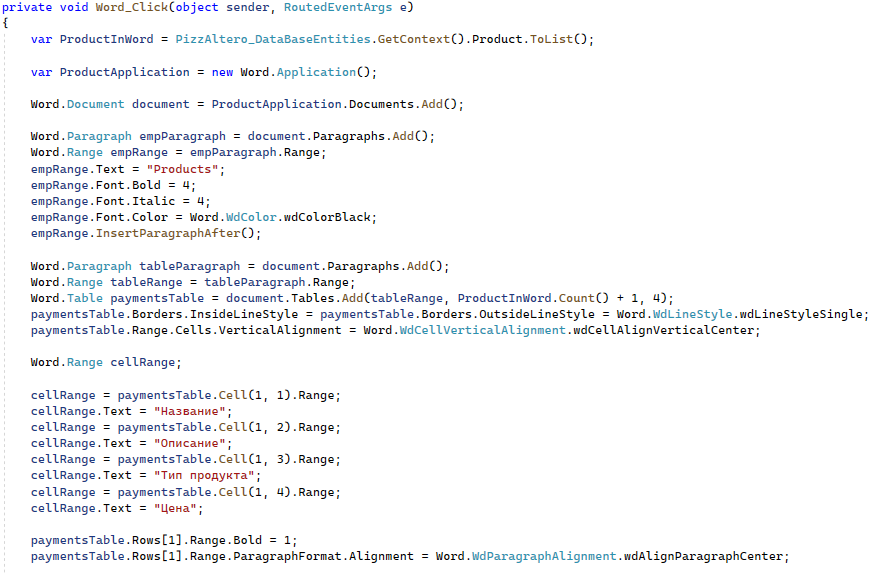 private void Word_Click(object sender, RoutedEventArgs e)
{
var ProductInWord = PizzAltero_DataBaseEntities.GetContext().Product.ToList();
var ProductApplication = new Word.Application();
Word.Document document = ProductApplication.Documents.Add();
Word.Paragraph empParagraph = document.Paragraphs.Add();
Word.Range empRange = empParagraph.Range;
empRange.Text = "Products";
empRange.Font.Bold = 4;
empRange.Font.Italic = 4;
empRange.Font.Color = Word.WdColor.wdColorBlack;
empRange.InsertParagraphAfter();
Word.Paragraph tableParagraph = document.Paragraphs.Add();
Word.Range tableRange = tableParagraph.Range;
Word.Table paymentsTable = document.Tables.Add(tableRange, ProductInWord.Count() + 1, 4);
paymentsTable.Borders.InsideLineStyle = paymentsTable.Borders.OutsideLineStyle = Word.WdLineStyle.wdLineStyleSingle;
paymentsTable.Range.Cells.VerticalAlignment = Word.WdCellVerticalAlignment.wdCellAlignVerticalCenter;
Word.Range cellRange;
cellRange = paymentsTable.Cell(1, 1).Range;
cellRange.Text = "Название";
cellRange = paymentsTable.Cell(1, 2).Range;
cellRange.Text = "Описание";
cellRange = paymentsTable.Cell(1, 3).Range;
cellRange.Text = "Тип продукта";
cellRange = paymentsTable.Cell(1, 4).Range;
cellRange.Text = "Цена";
paymentsTable.Rows[1].Range.Bold = 1;
paymentsTable.Rows[1].Range.ParagraphFormat.Alignment = Word.WdParagraphAlignment.wdAlignParagraphCenter;